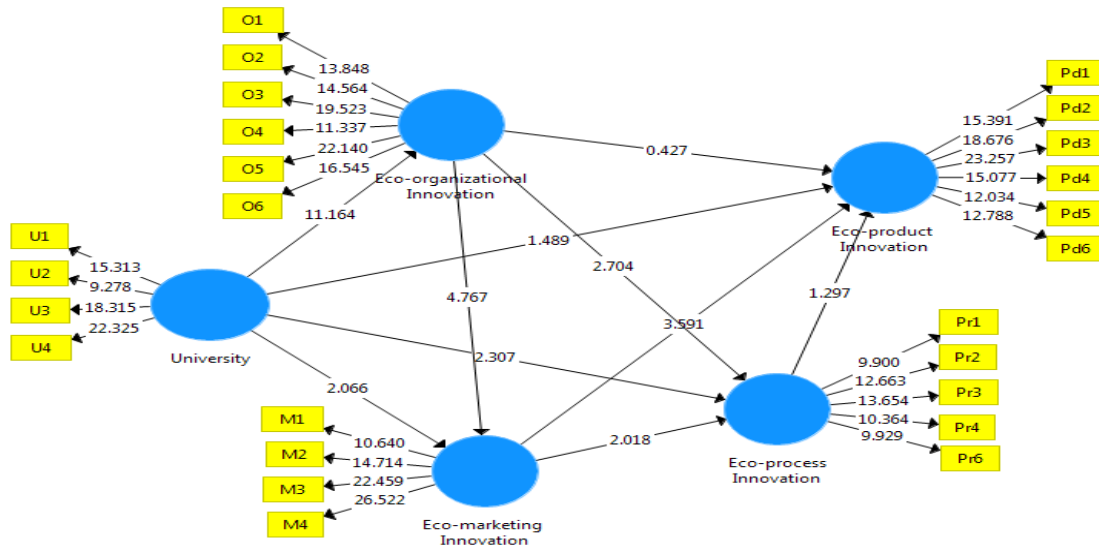 O1
O2
O3
O4
O5
O6
13.848
14.564
19.523
11.337
22.140
16.545
Eco-organizational
Innovation
Pd1
Pd2
Pd3
Pd4
Pd5
Pd6
15.391
18.676
23.257
15.077
12.034
12.788
Eco-product
Innovation
0.427
11.164
1.489
2.704
4.767
3.591
1.297
2.307
2.066
2.018
U1
U2
U3
U4
15.313
9.278
18.315
22.325
University
M1
M2
M3
M4
10.640
14.714
22.459
26.522
Eco-marketing
Innovation
Pr1
Pr2
Pr3
Pr4
Pr6
9.900
12.663
13.654
10.364
9.929
Eco-process
Innovation